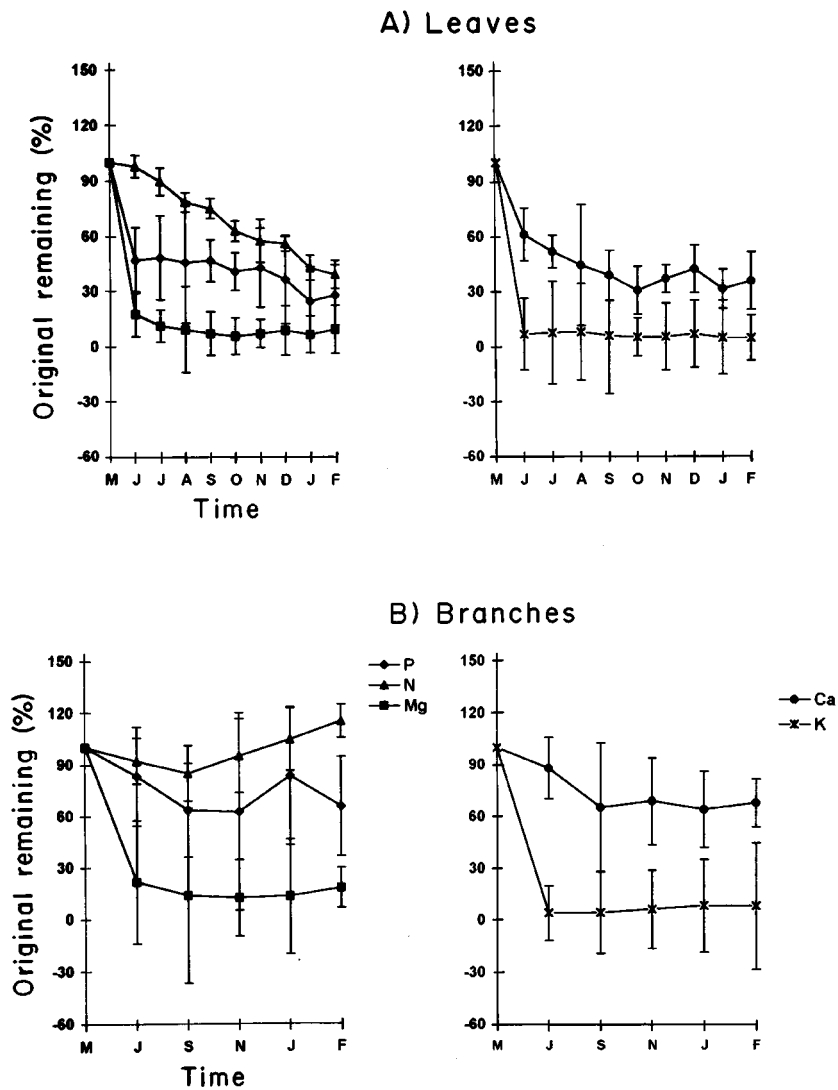 A) Leaves
Original remaining (%)
150
120
90
60
30
0
-30
-60
M J J A S O N D J F
Time
150
120
90
60
30
0
-30
-60
M J J A S O N D J F
B) Branches
P
N
Mg
Original remaining (%)
150
120
90
60
30
0
-30
-60
M J S N J F
Time
Ca
K
150
120
90
60
30
0
-30
-60
M J S N J F